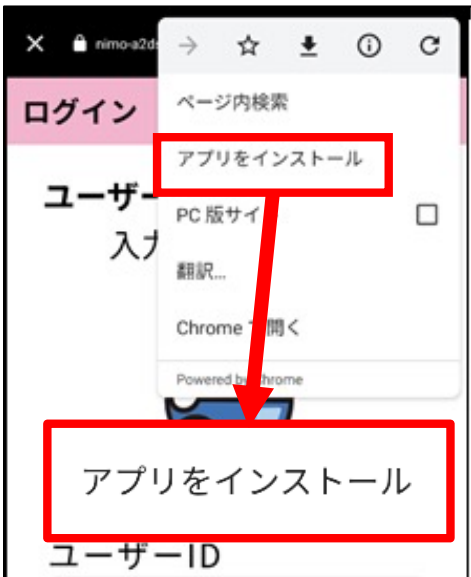 nimo-a2d
ページ内検索
ログイン
アプリをインストール
ユーザー
PC 版サイ
入力
翻訳...
Chrome で開く
Powered by Chrome
アプリをインストール
ユーザーID